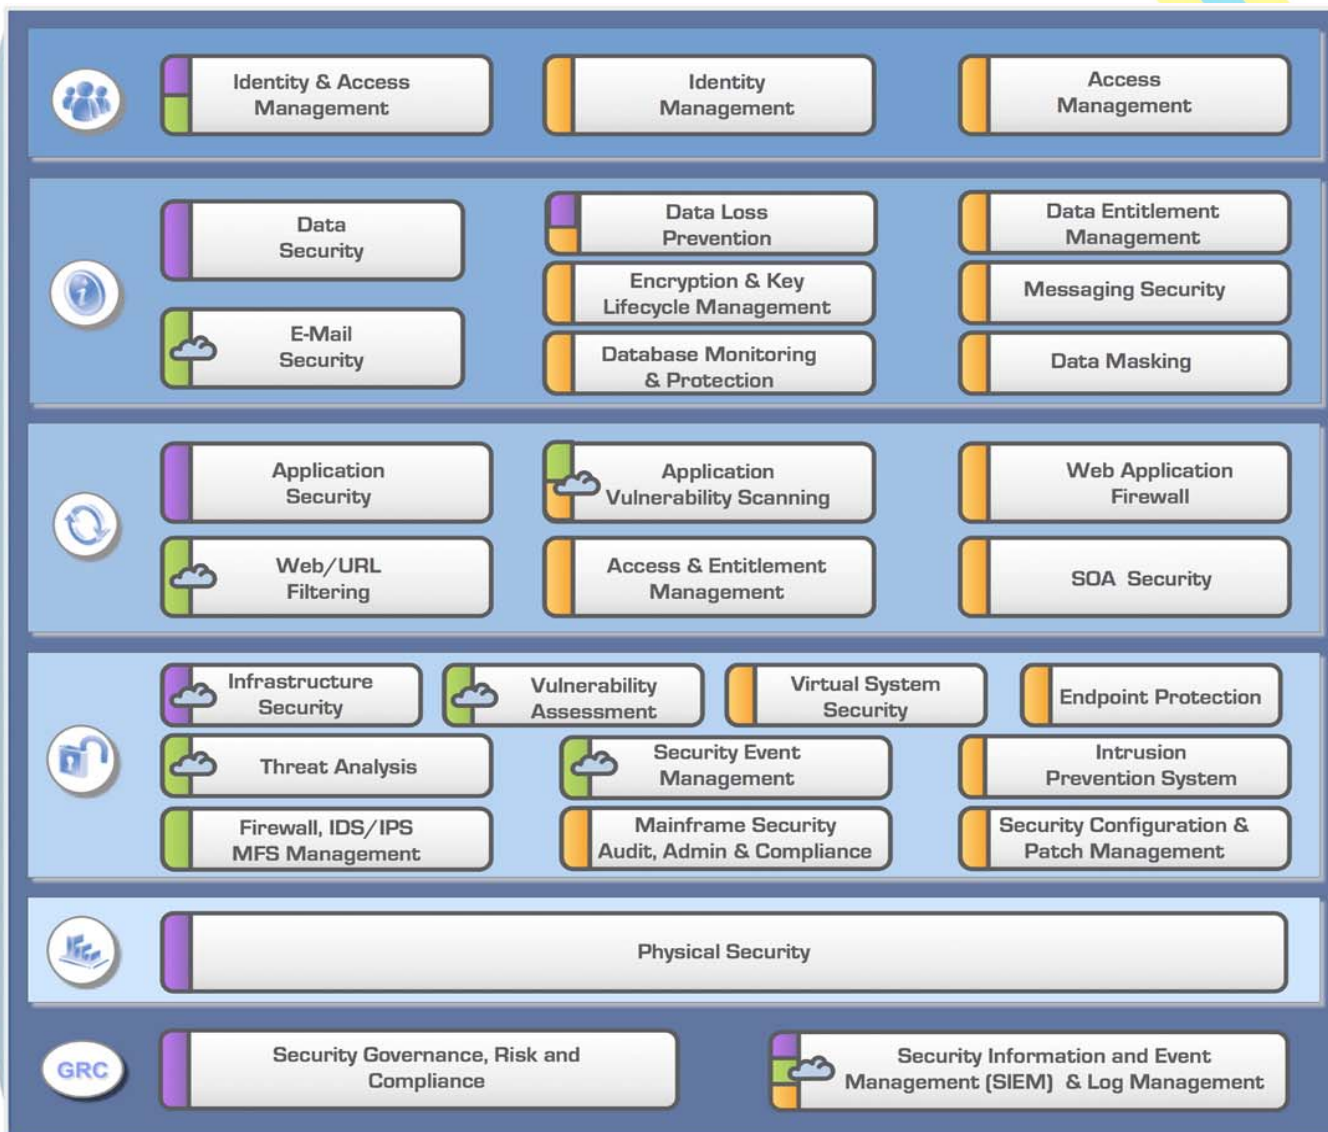 Identity & Access
Management
Identity
Management
Access
Management
Data
Security
Data Loss
Prevention
Data Entitlement
Management
Encryption & Key
Lifecycle Management
Messaging Security
E-Mail
Security
Database Monitoring
& Protection
Data Masking
Application
Security
Application
Vulnerability Scanning
Web Application
Firewall
Web/URL
Filtering
Access & Entitlement
Management
SOA Security
Infrastructure
Security
Vulnerability
Assessment
Virtual System
Security
Endpoint Protection
Threat Analysis
Security Event
Management
Intrusion
Prevention System
Firewall, IDS/IPS
MFS Management
Mainframe Security
Audit, Admin & Compliance
Security Configuration &
Patch Management
Physical Security
GRC
Security Governance, Risk and
Compliance
Security Information and Event
Management (SIEM) & Log Management